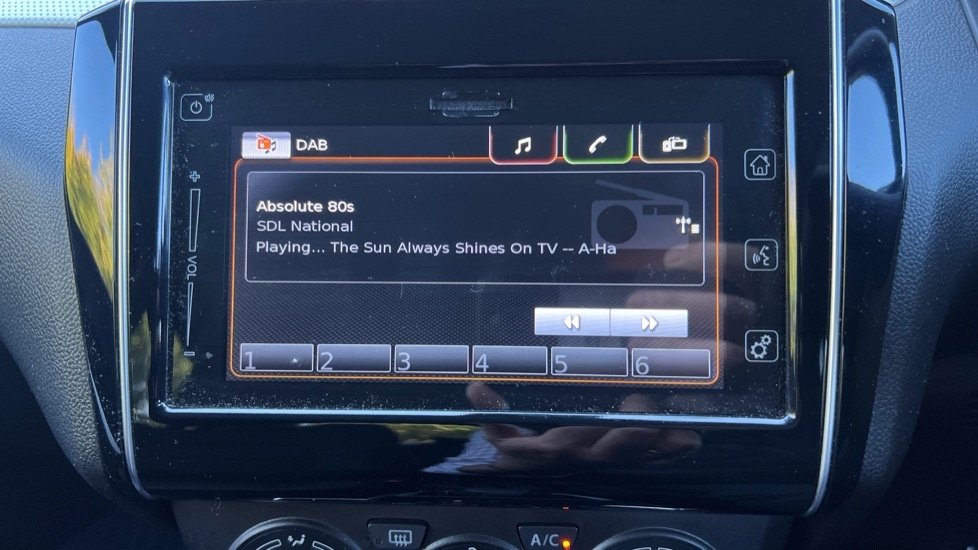 DAB
Absolute 80s
SDL National
Playing... The Sun Always Shines On TV -- A-Ha
VOL
1 2 3 4 5 6
A/C